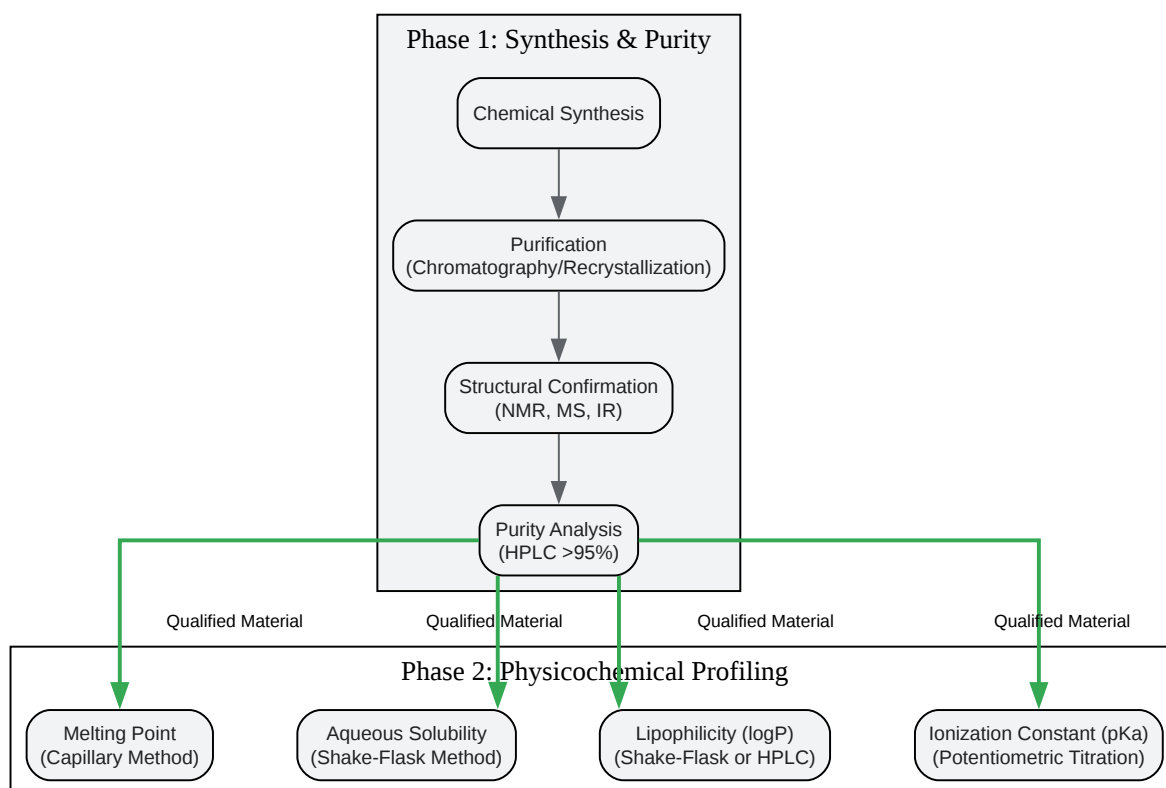 Phase 1: Synthesis & Purity
Chemical Synthesis
Purification
(Chromatography/Recrystallization)
Structural Confirmation
(NMR, MS, IR)
Purity Analysis
(HPLC >95%)
Qualified Material
Qualified Material
Qualified Material
Qualified Material
Phase 2: Physicochemical Profiling
Melting Point
(Capillary Method)
Aqueous Solubility
(Shake-Flask Method)
Lipophilicity (logP)
(Shake-Flask or HPLC)
Ionization Constant (pKa)
(Potentiometric Titration)